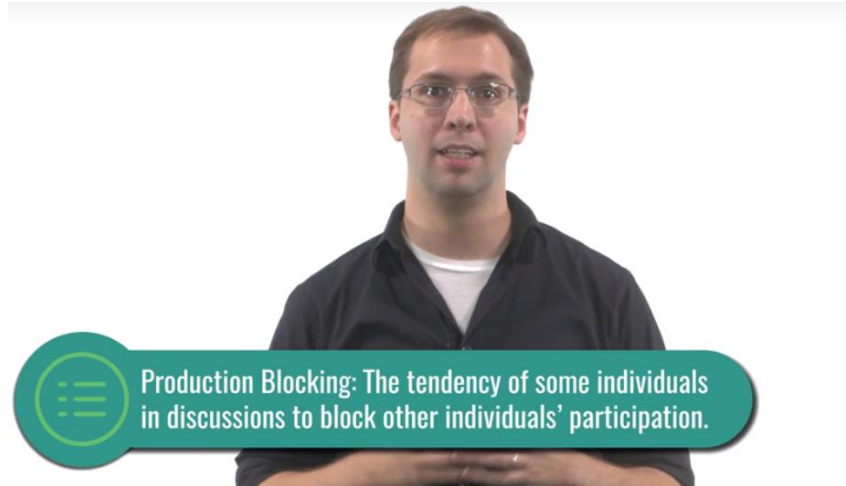 Production Blocking: The tendency of some individuals
in discussions to block other individuals' participation.